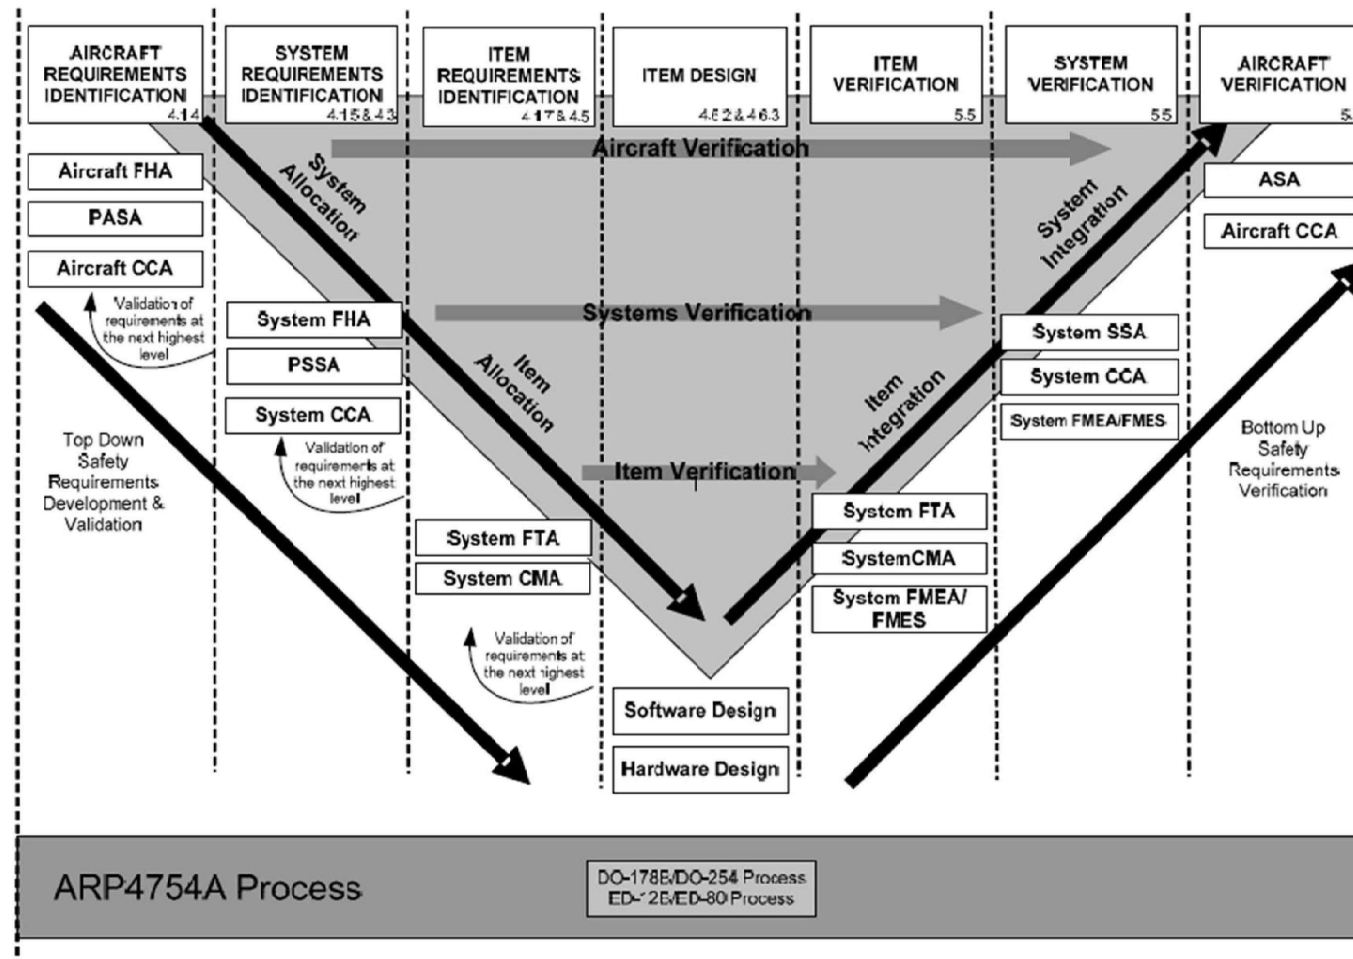 AIRCRAFT
REQUIREMENTS
IDENTIFICATION
4.1.4
SYSTEM
REQUIREMENTS
IDENTIFICATION
4.1.5 & 4.3
ITEM
REQUIREMENTS
IDENTIFICATION
4.1.7 & 4.5
ITEM DESIGN
4.6.2 & 4.6.3
ITEM
VERIFICATION
5.5
SYSTEM
VERIFICATION
5.5
AIRCRAFT
VERIFICATION
Aircraft Verification
System
Allocation
System
Integration
Aircraft FHA
PASA
Aircraft CCA
Validation of
requirements at
the next highest
level
ASA
Aircraft CCA
Systems Verification
System FHA
PSSA
System CCA
Validation of
requirements at
the next highest
level
Item
Allocation
Item
Integration
System SSA
System CCA
System FMEA/FMES
Top Down
Safety
Requirements
Development &
Validation
Bottom Up
Safety
Requirements
Verification
Item Verification
System FTA
System CMA
Validation of
requirements at
the next highest
level
System FTA
SystemCMA
System FMEA/
FMES
Software Design
Hardware Design
ARP4754A Process
DO-178B/DO-254 Process
ED-12B/ED-80 Process